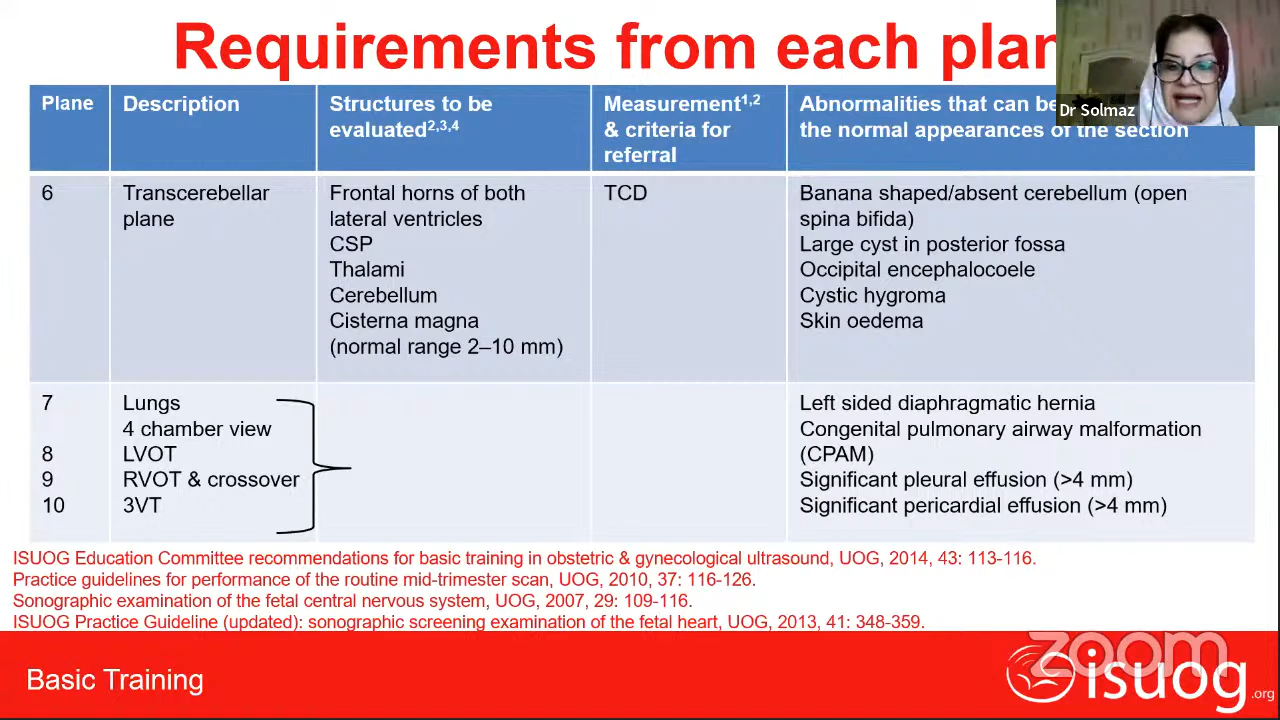 Requirements from each plan
Dr Solmaz
Plane
Description
Structures to be
evaluated2,3,4
Measurement1,2
& criteria for
referral
Abnormalities that can be
the normal appearances of the section
6
Transcerebellar
plane
Frontal horns of both
lateral ventricles
CSP
Thalami
Cerebellum
Cisterna magna
(normal range 2–10 mm)
TCD
Banana shaped/absent cerebellum (open
spina bifida)
Large cyst in posterior fossa
Occipital encephalocoele
Cystic hygroma
Skin oedema
7
Lungs
4 chamber view
8
LVOT
9
RVOT & crossover
10
3VT
Left sided diaphragmatic hernia
Congenital pulmonary airway malformation
(CPAM)
Significant pleural effusion (>4 mm)
Significant pericardial effusion (>4 mm)
ISUOG Education Committee recommendations for basic training in obstetric & gynecological ultrasound, UOG, 2014, 43: 113-116.
Practice guidelines for performance of the routine mid-trimester scan, UOG, 2010, 37: 116-126.
Sonographic examination of the fetal central nervous system, UOG, 2007, 29: 109-116.
ISUOG Practice Guideline (updated): sonographic screening examination of the fetal heart, UOG, 2013, 41: 348-359.
Basic Training
zoom
isuog.org